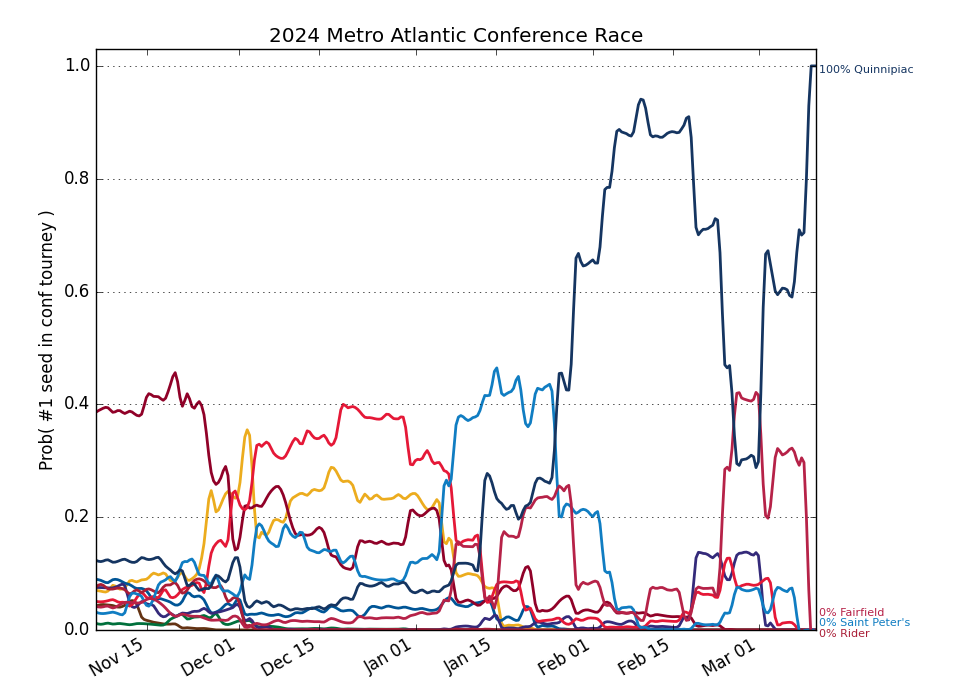 2024 Metro Atlantic Conference Race
Prob( #1 seed in conf tourney )
1.0
0.8
0.6
0.4
0.2
0.0
Nov 15
Dec 01
Dec 15
Jan 01
Jan 15
Feb 01
Feb 15
Mar 01
100% Quinnipiac
0% Fairfield
0% Saint Peter's
0% Rider